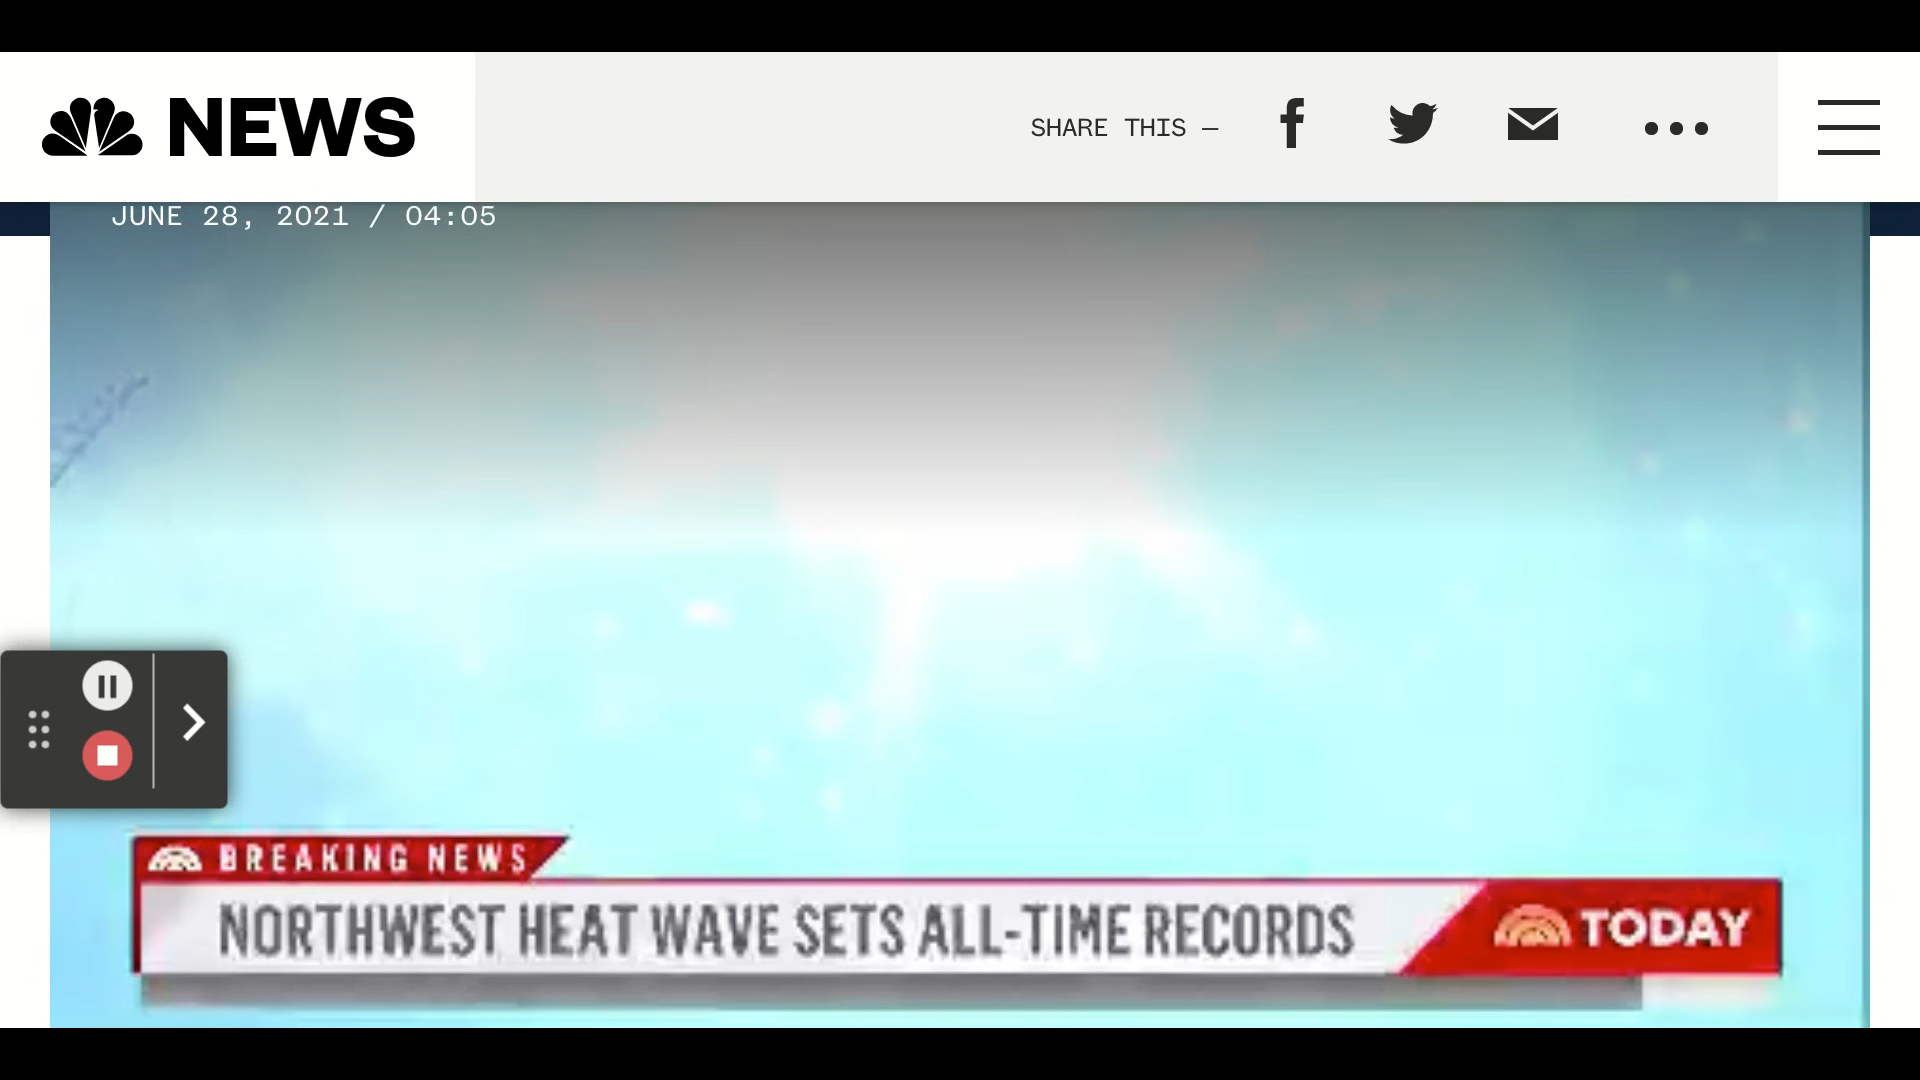 NEWS
SHARE THIS —
JUNE 28, 2021 / 04:05
BREAKING NEWS
NORTHWEST HEAT WAVE SETS ALL-TIME RECORDS
TODAY